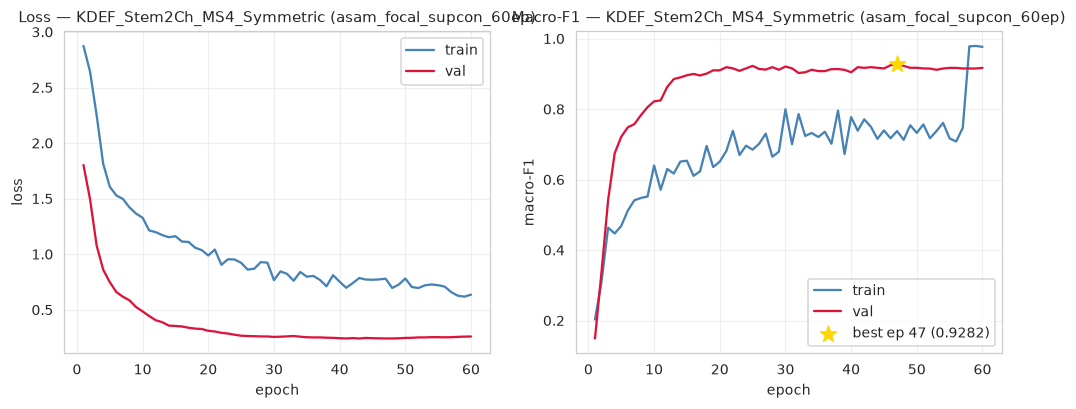 Loss — KDEF_Stem2Ch_MS4_Symmetric (asam_focal_supcon_60ep)
3.0
2.5
2.0
1.5
1.0
0.5
loss
train
val
0
10
20
30
40
50
60
epoch
Macro-F1 — KDEF_Stem2Ch_MS4_Symmetric (asam_focal_supcon_60ep)
1.0
0.8
0.6
0.4
0.2
macro-F1
train
val
best ep 47 (0.9282)
0
10
20
30
40
50
60
epoch